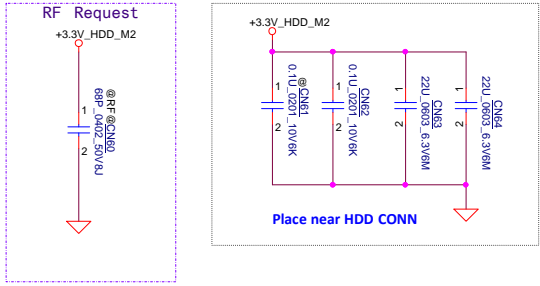 RF Request
+3.3V_HDD_M2
1
2
@RF@CN60
68P_0402_50V8J
+3.3V_HDD_M2
1
2
@CN61
0.1U_0201_10V6K
1
2
CN62
0.1U_0201_10V6K
1
2
CN63
22U_0603_6.3V6M
1
2
CN64
22U_0603_6.3V6M
Place near HDD CONN